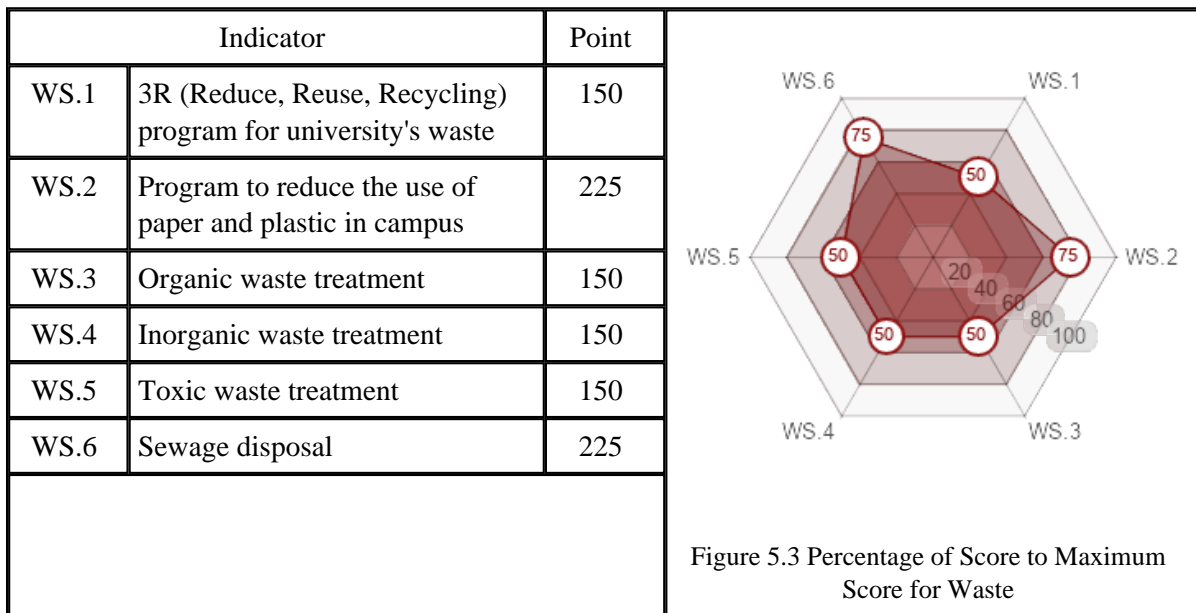 Indicator Point
WS.1 3R (Reduce, Reuse, Recycling) 150
program for university's waste
WS.2 Program to reduce the use of 225
paper and plastic in campus
WS.3 Organic waste treatment 150
WS.4 Inorganic waste treatment 150
WS.5 Toxic waste treatment 150
WS.6 Sewage disposal 225
WS.6 WS.1
75
50
WS.5 50 75 WS.2
20
40
60
80
100
50 50
WS.4 WS.3
Figure 5.3 Percentage of Score to Maximum
Score for Waste